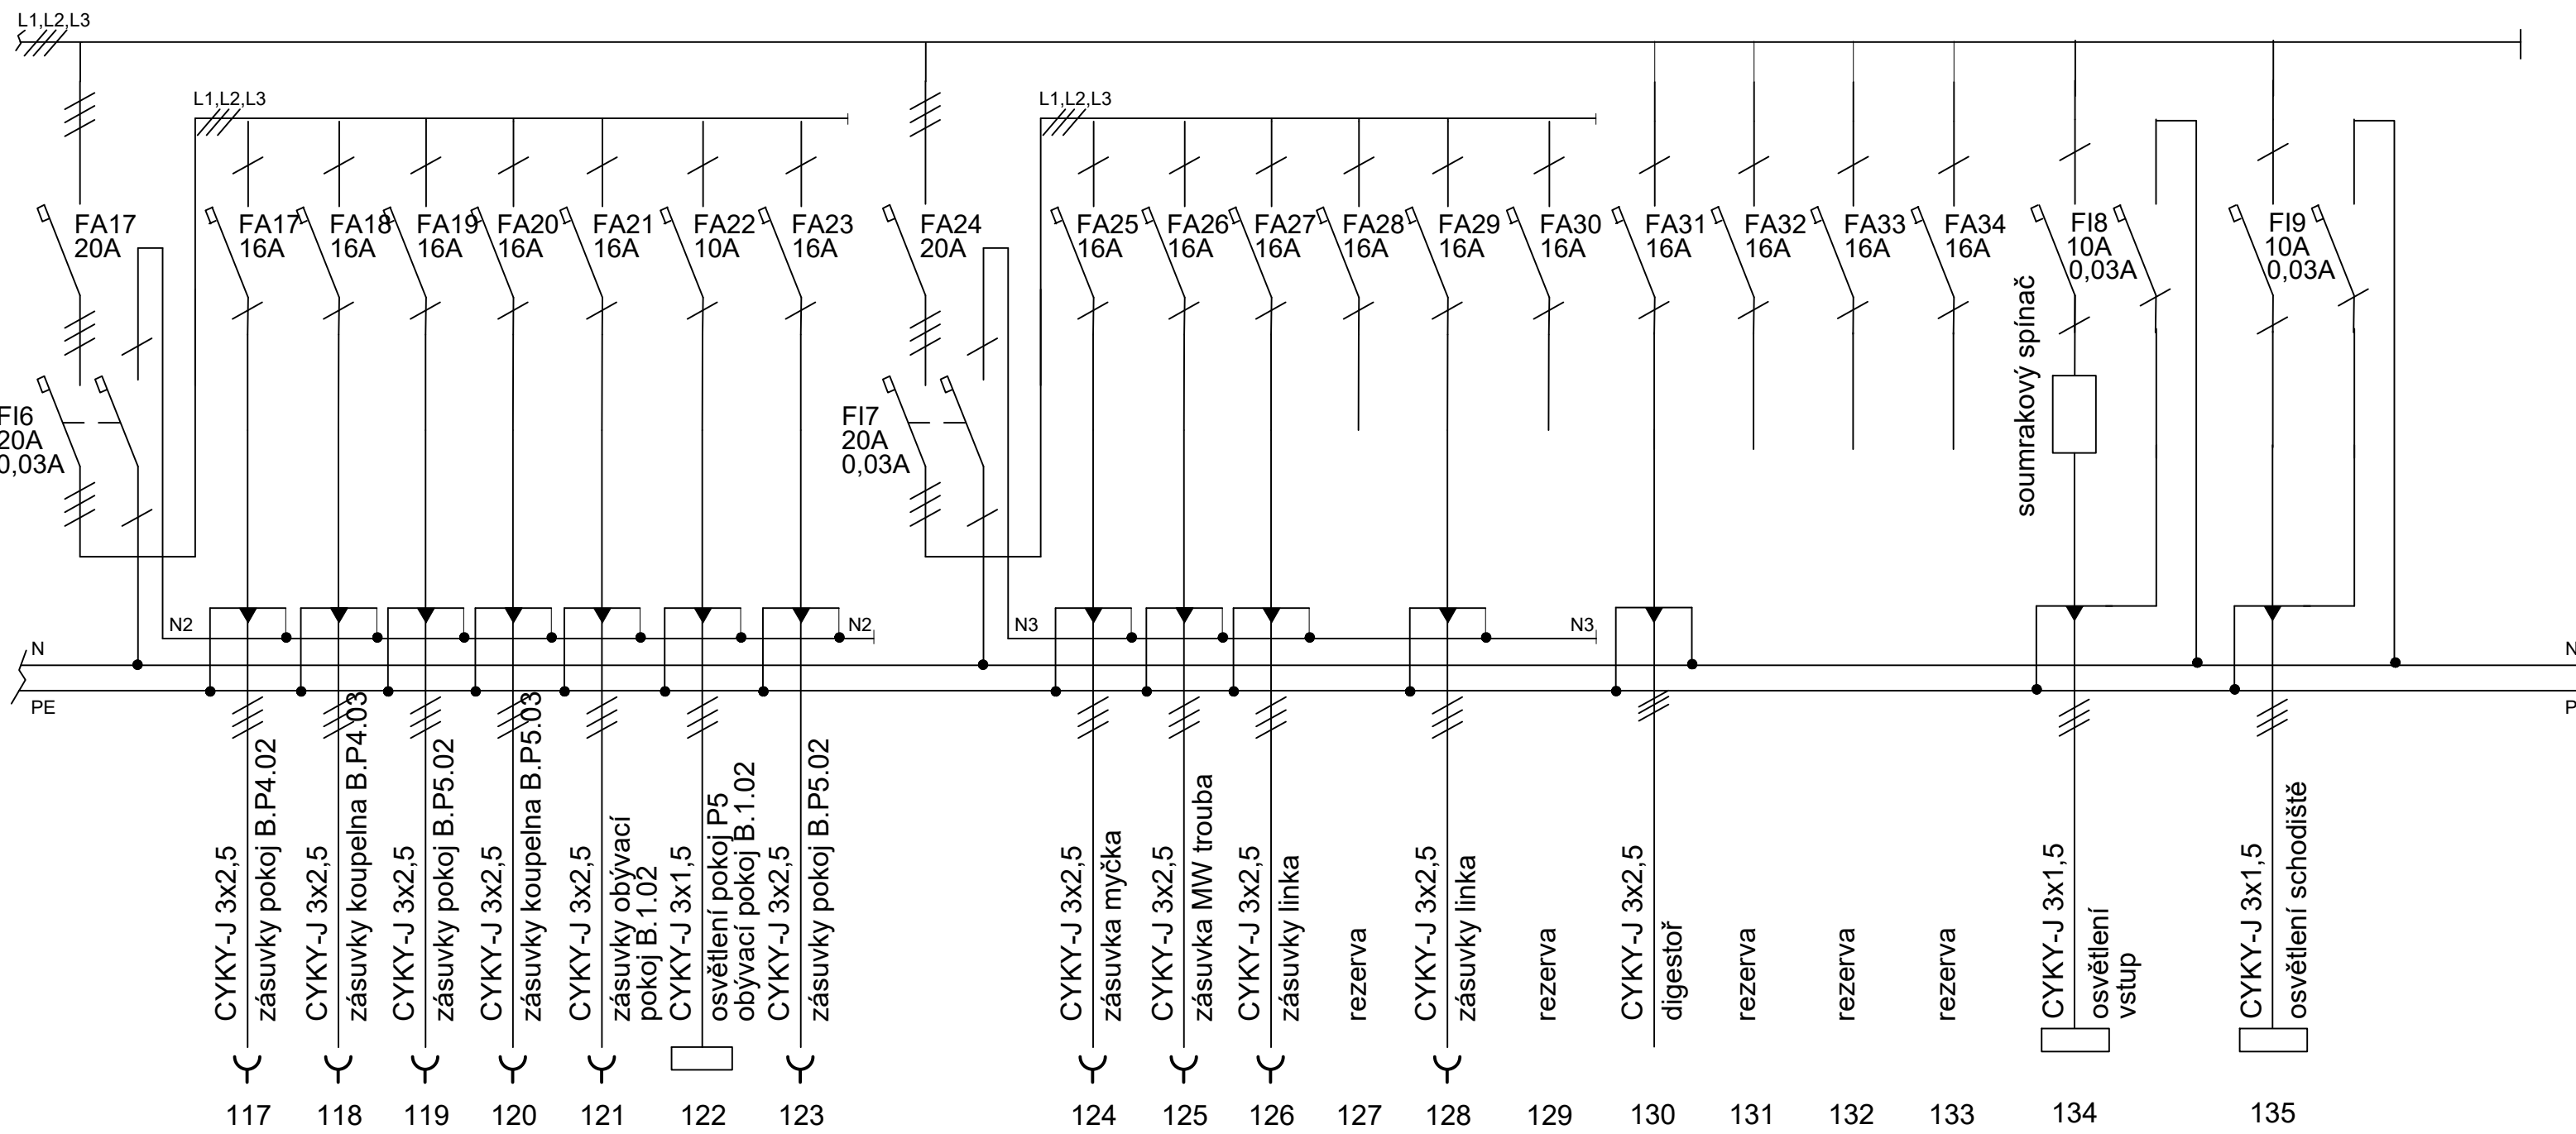 L1,L2,L3
L1,L2,L3
L1,L2,L3
FA17
20A
FA17
16A
FA18
16A
FA19
16A
FA20
16A
FA21
16A
FA22
10A
FA23
16A
FA24
20A
FA25
16A
FA26
16A
FA27
16A
FA28
16A
FA29
16A
FA30
16A
FA31
16A
FA32
16A
FA33
16A
FA34
16A
FI8
10A
0,03A
FI9
10A
0,03A
soumrakový spínač
FI6
20A
0,03A
FI7
20A
0,03A
N2
N2
N3
N3
N
N
PE
P
CYKY-J 3x2,5
zásuvky pokoj B.P4.02
CYKY-J 3x2,5
zásuvky koupelna B.P4.03
CYKY-J 3x2,5
zásuvky pokoj B.P5.02
CYKY-J 3x2,5
zásuvky koupelna B.P5.03
CYKY-J 3x2,5
zásuvky obývací
pokoj B.1.02
CYKY-J 3x1,5
osvětlení pokoj P5
obývací pokoj B.1.02
CYKY-J 3x2,5
zásuvky pokoj B.P5.02
CYKY-J 3x2,5
zásuvka myčka
CYKY-J 3x2,5
zásuvka MW trouba
CYKY-J 3x2,5
zásuvky linka
rezerva
CYKY-J 3x2,5
zásuvky linka
rezerva
CYKY-J 3x2,5
digestoř
rezerva
rezerva
rezerva
CYKY-J 3x1,5
osvětlení
vstup
CYKY-J 3x1,5
osvětlení schodiště
117
118
119
120
121
122
123
124
125
126
127
128
129
130
131
132
133
134
135